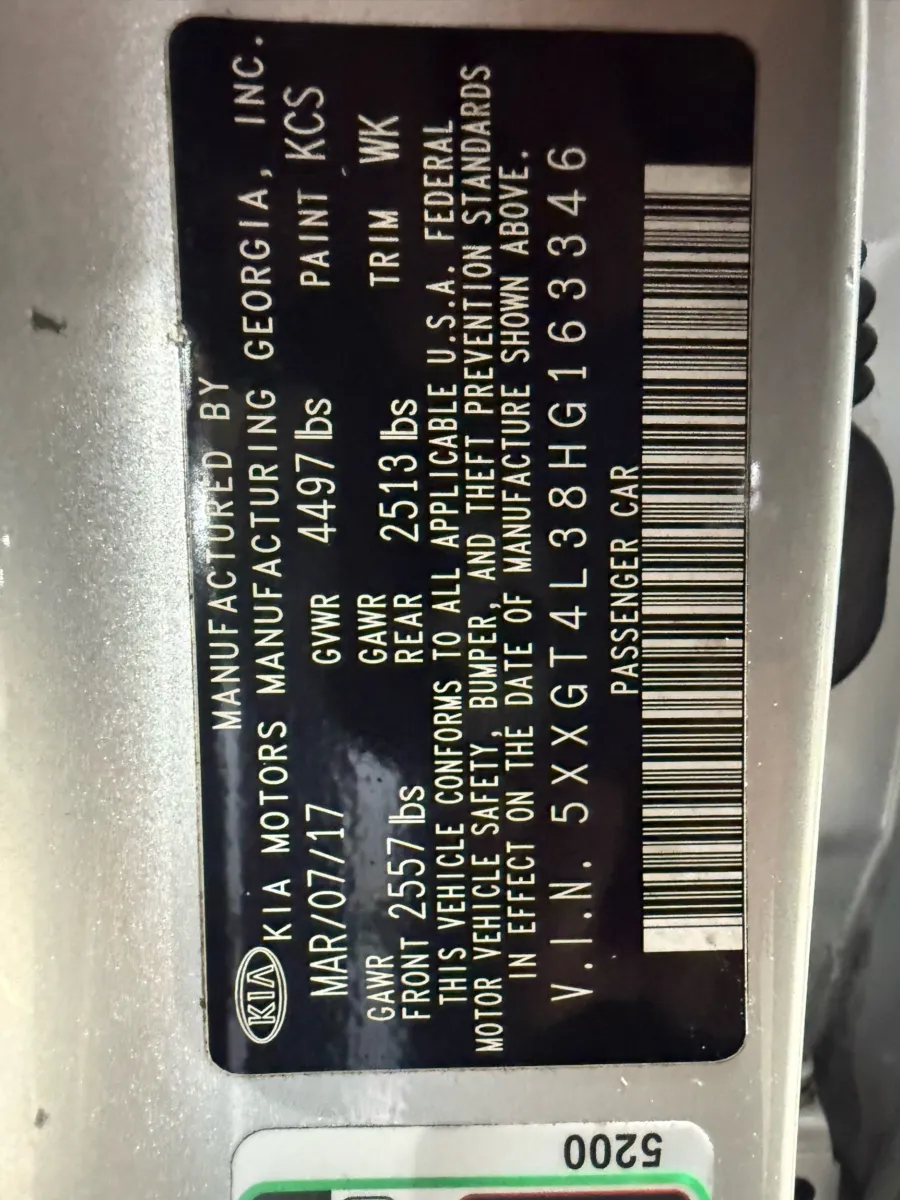 MANUFACTURED BY
KIA KIA MOTORS MANUFACTURING GEORGIA, INC.
MAR/07/17 GVWR 4497 lbs PAINT KCS
GAWR FRONT 2557 lbs GAWR REAR 2513 lbs TRIM WK
THIS VEHICLE CONFORMS TO ALL APPLICABLE U.S.A. FEDERAL
MOTOR VEHICLE SAFETY, BUMPER, AND THEFT PREVENTION STANDARDS
IN EFFECT ON THE DATE OF MANUFACTURE SHOWN ABOVE.
V.I.N. 5XXGT4L38HG163346
PASSENGER CAR
5200